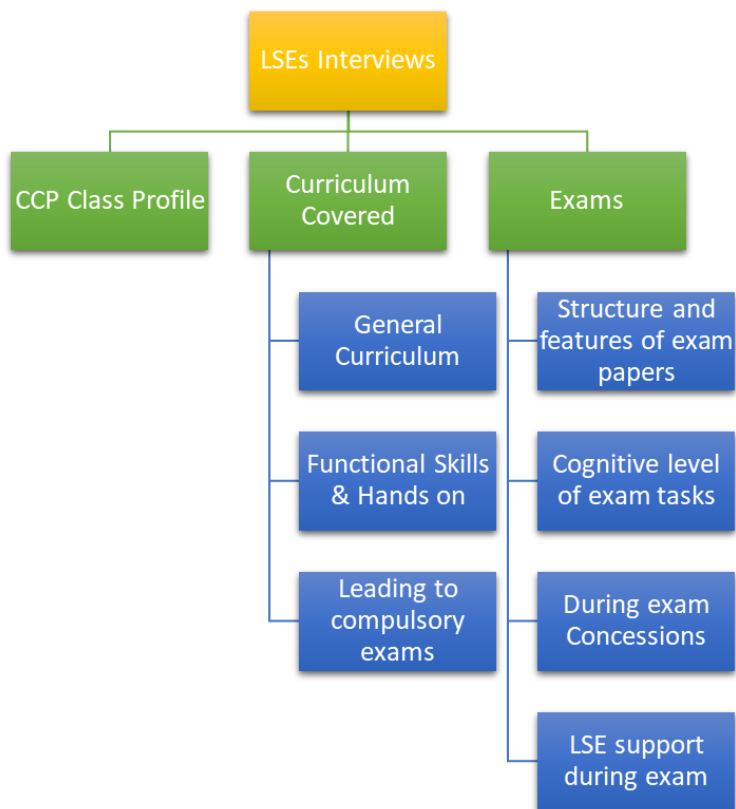 LSEs Interviews
CCP Class Profile
Curriculum
Covered
Exams
General
Curriculum
Functional Skills
& Hands on
Leading to
compulsory
exams
Structure and
features of exam
papers
Cognitive level
of exam tasks
During exam
Concessions
LSE support
during exam